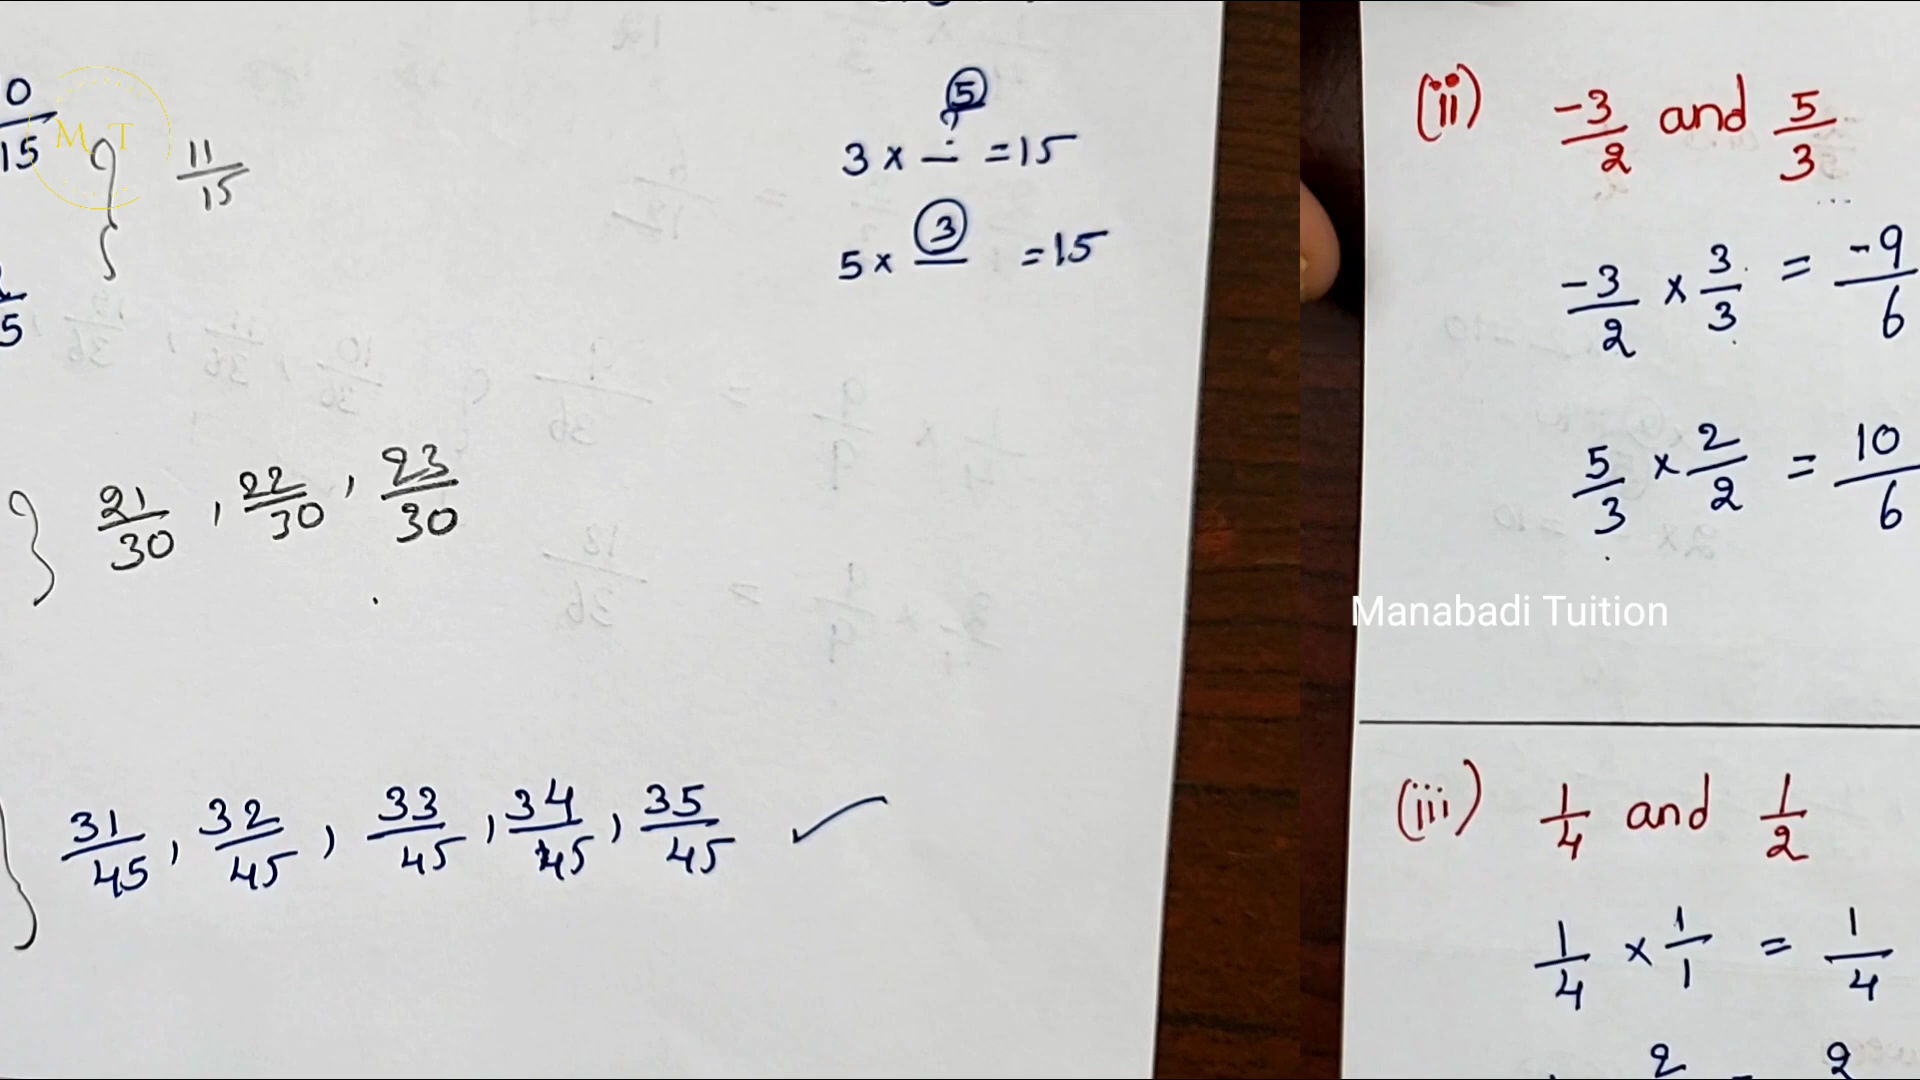 0/15 } 11/15
5
3 × 5 = 15
5 × 3 = 15
} 21/30 , 22/30 , 23/30
} 31/45 , 32/45 , 33/45 , 34/45 , 35/45 ✓
M T
(ii) -3/2 and 5/3
-3/2 × 3/3 = -9/6
5/3 × 2/2 = 10/6
Manabadi Tuition
(iii) 1/4 and 1/2
1/4 × 1/1 = 1/4
2 = 2